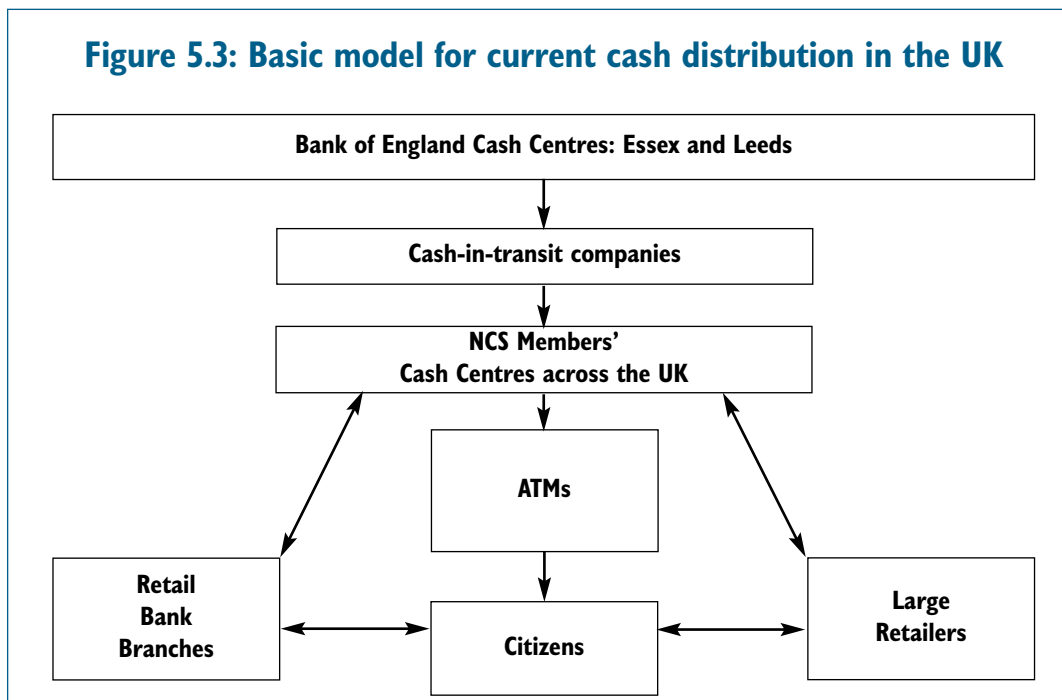 Figure 5.3: Basic model for current cash distribution in the UK
Bank of England Cash Centres: Essex and Leeds
Cash-in-transit companies
NCS Members’
Cash Centres across the UK
ATMs
Retail
Bank
Branches
Citizens
Large
Retailers